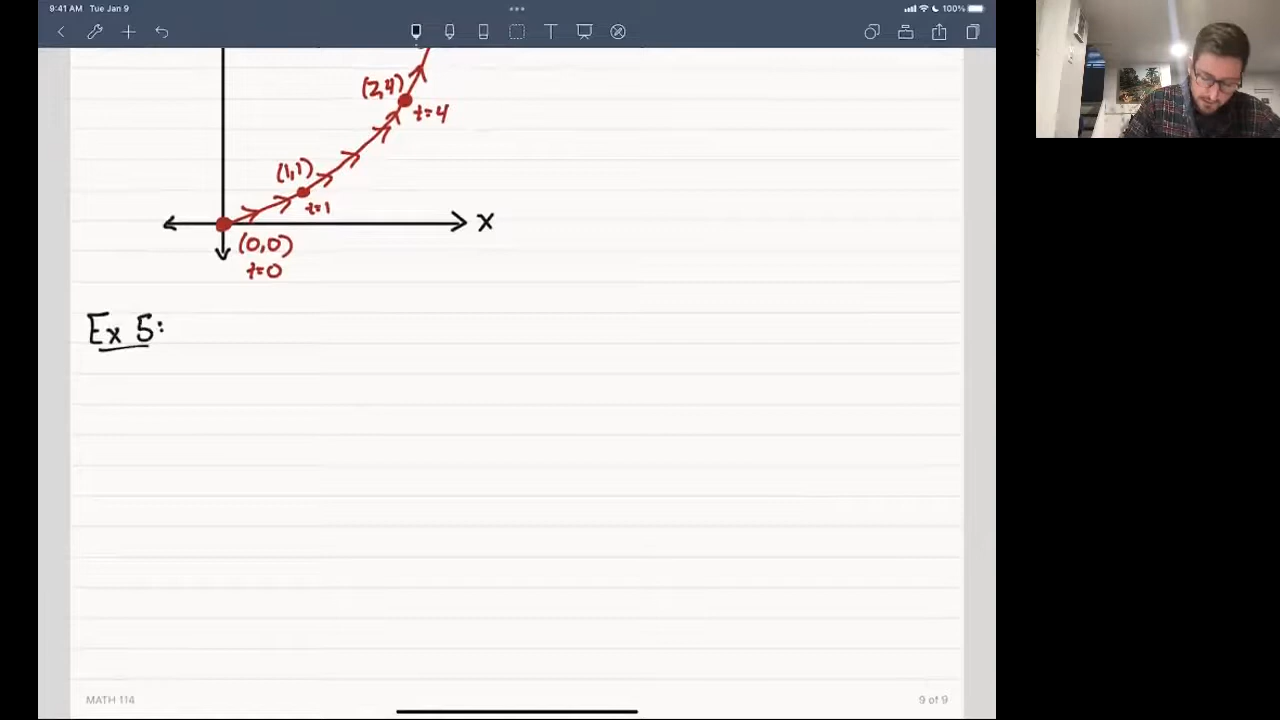 9:41 AM Tue Jan 9
100%
(2,4)
t=4
(1,1)
t=1
x
(0,0)
t=0
Ex 5:
MATH 114
9 of 9